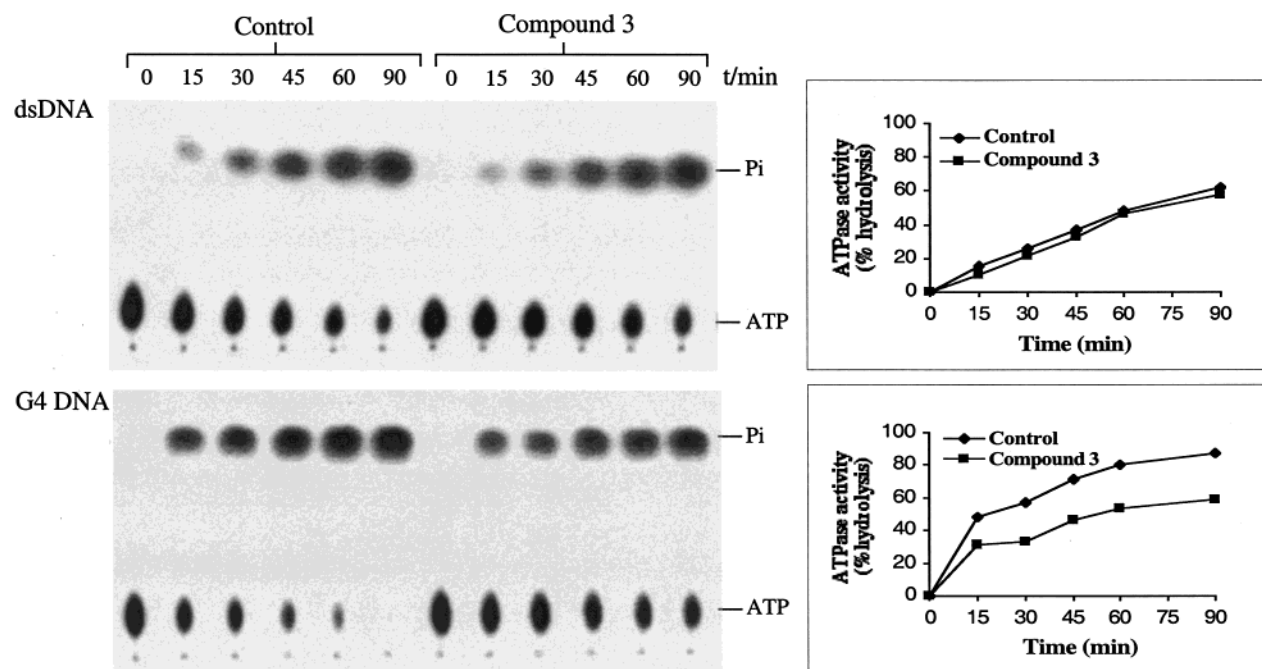 Control Compound 3
0 15 30 45 60 90 0 15 30 45 60 90 t/min
dsDNA
Pi
ATP
100
80
60
40
20
0
ATPase activity
(% hydrolysis)
Control
Compound 3
0 15 30 45 60 90
Time (min)
G4 DNA
Pi
ATP
100
80
60
40
20
0
ATPase activity
(% hydrolysis)
Control
Compound 3
0 15 30 45 60 90
Time (min)